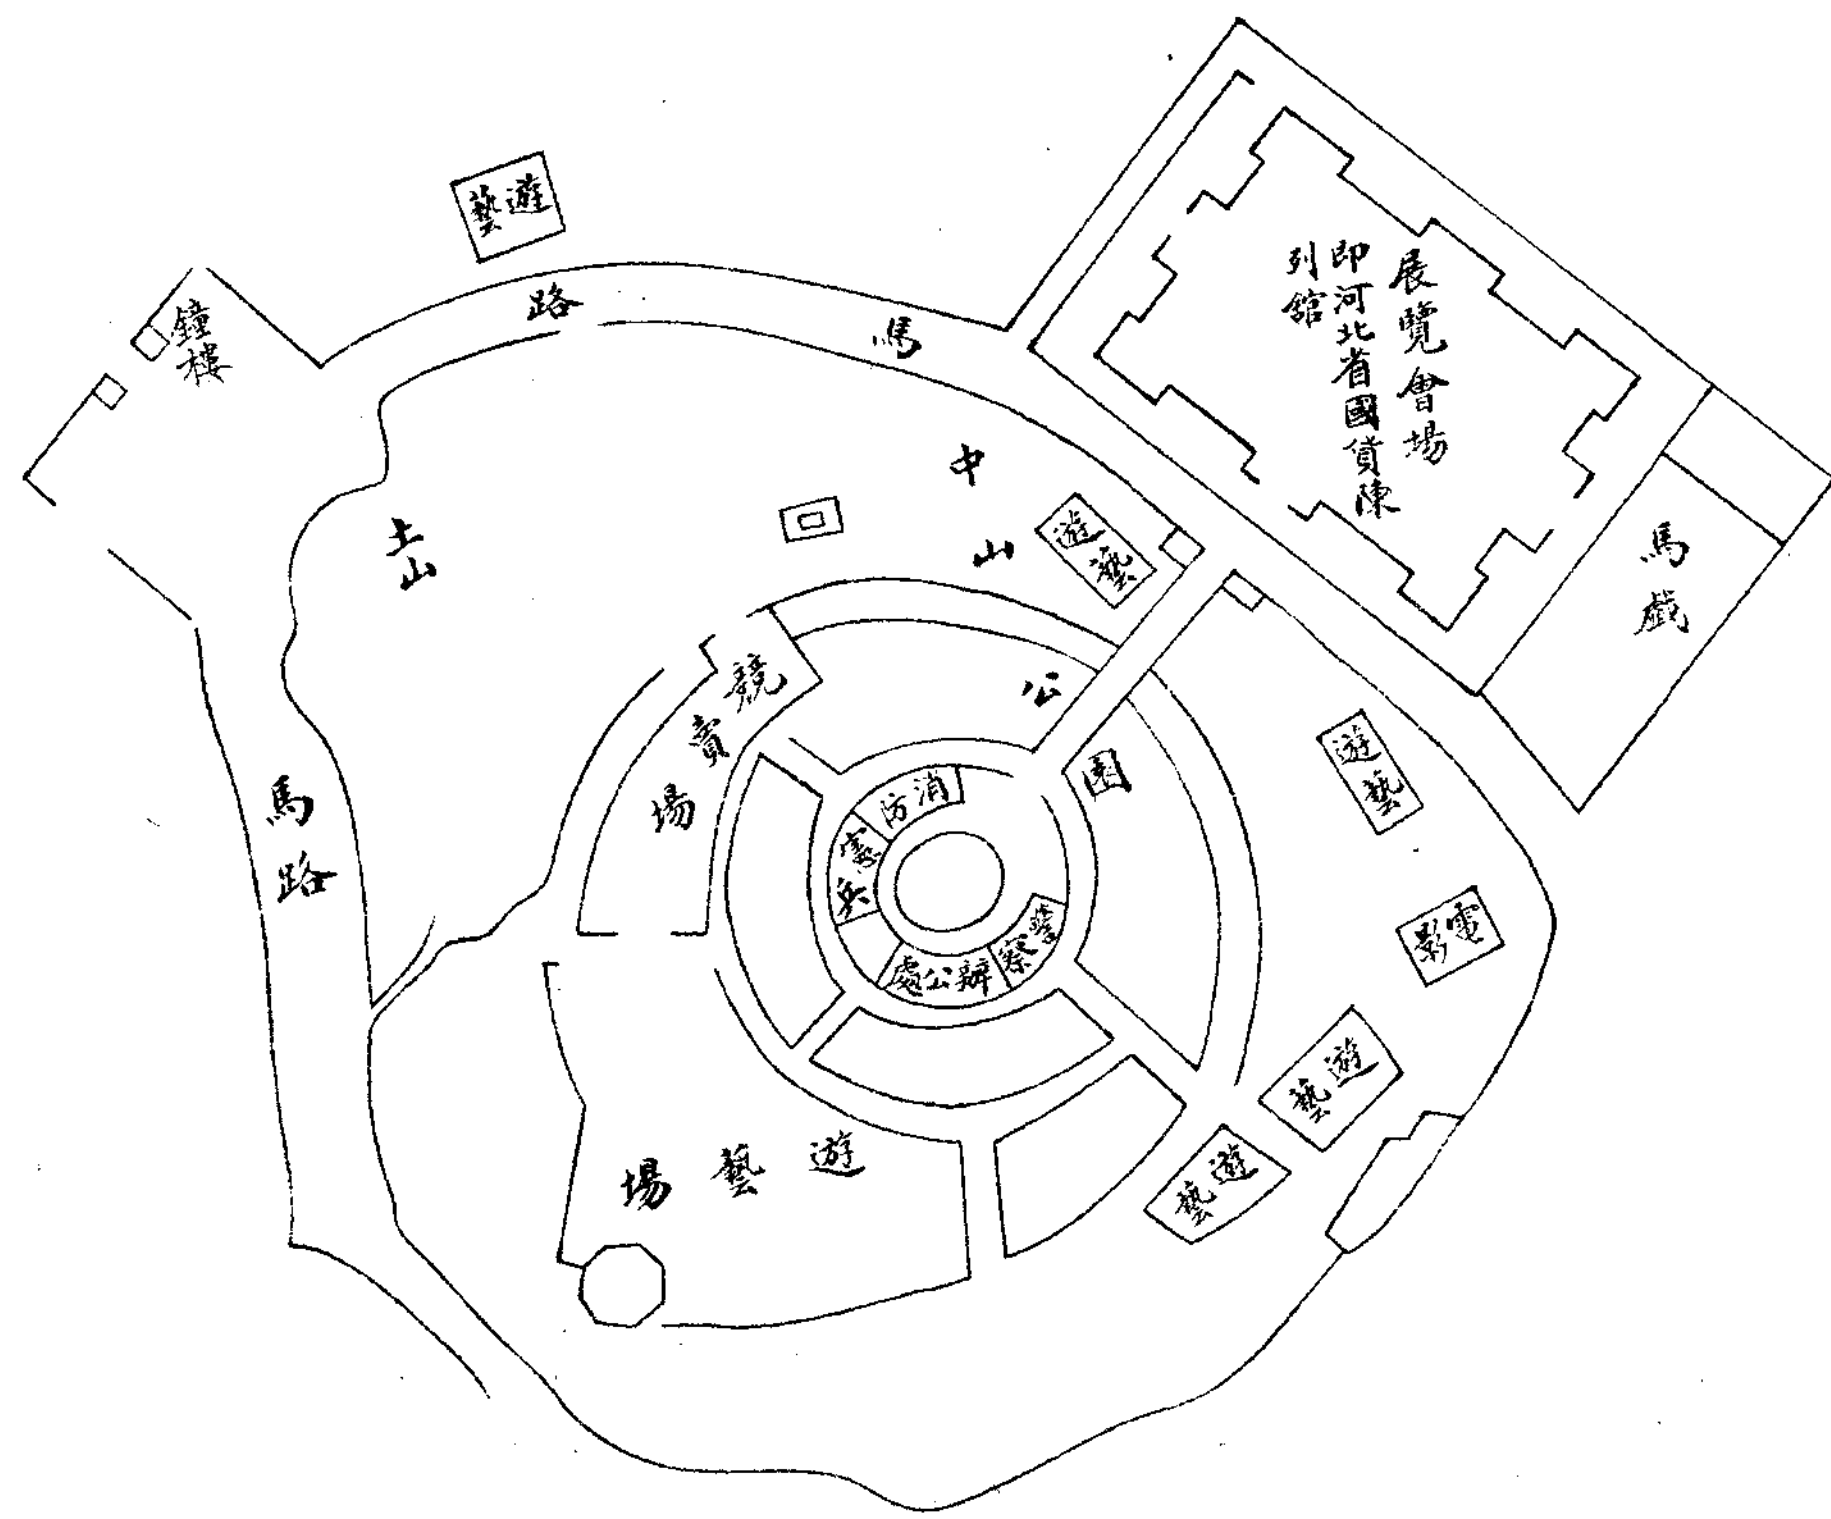 展覽會場
即河北省國貨陳
列舘
馬戲
遊藝
馬路
鐘樓
土山
中山公園
遊藝
競賣場
消防
憲兵
警察
辦公處
遊藝
電影
遊藝
遊藝
遊藝場
馬路